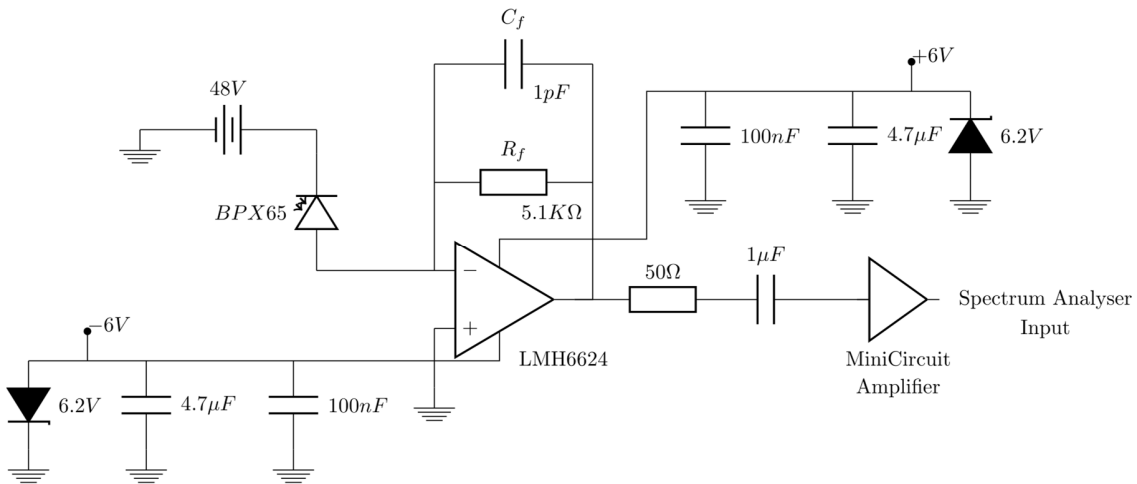 C_f
1pF
48V
+6V
100nF
4.7μF
6.2V
R_f
5.1KΩ
BPX65
−
+
LMH6624
50Ω
1μF
Spectrum Analyser
Input
MiniCircuit
Amplifier
−6V
6.2V
4.7μF
100nF